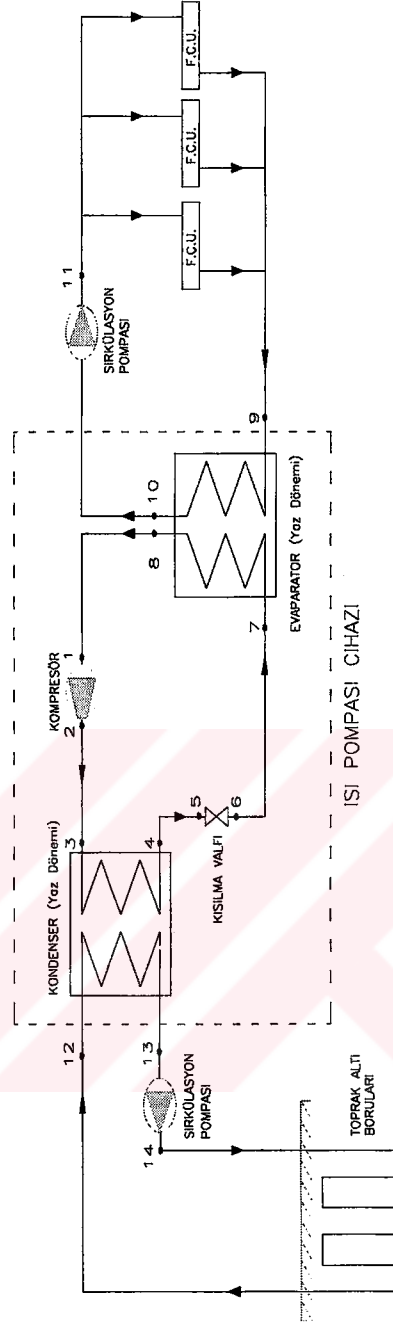 F.C.U.
F.C.U.
F.C.U.
11
SİRKÜLASYON
POMPASI
9
10
8
EVAPARATOR (Yaz Dönemi)
7
1
KOMPRESÖR
2
ISI POMPASI CİHAZI
3
4
5
6
KISILMA VALFİ
KONDENSER (Yaz Dönemi)
12
13
SİRKÜLASYON
POMPASI
14
TOPRAK ALTI
BORULARI